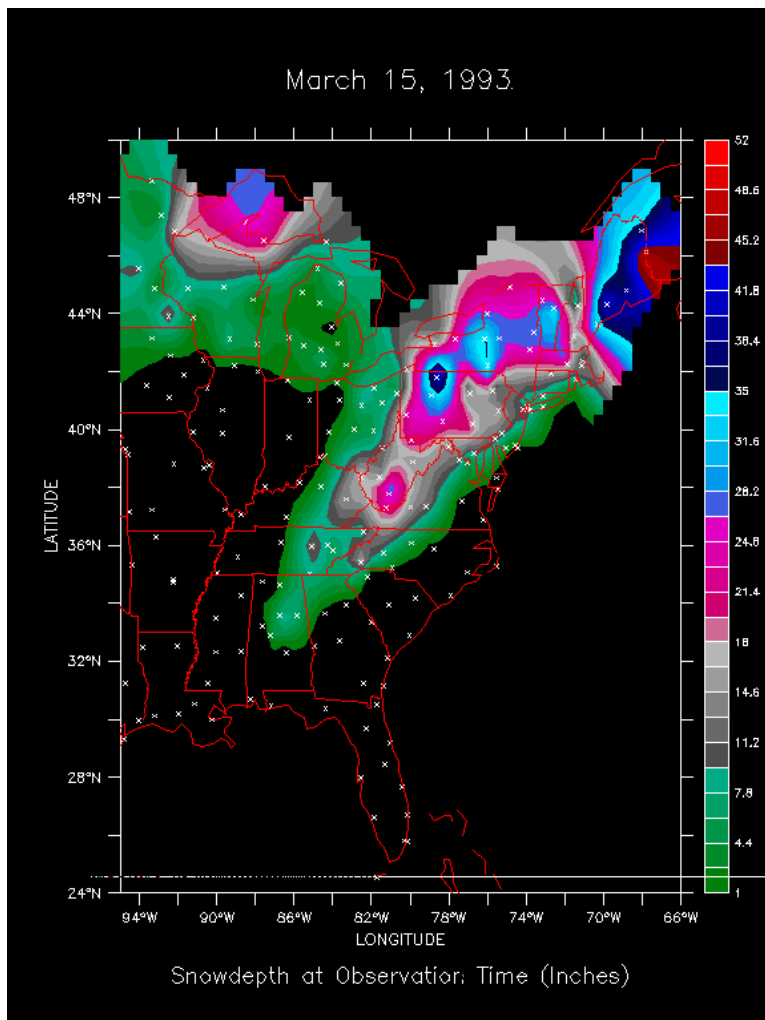 March 15, 1993
52
48.6
45.2
41.8
38.4
35
31.6
28.2
24.8
21.4
18
14.6
11.2
7.8
4.4
1
48°N
44°N
40°N
36°N
32°N
28°N
24°N
LATITUDE
94°W 90°W 86°W 82°W 78°W 74°W 70°W 66°W
LONGITUDE
Snowdepth at Observation Time (Inches)